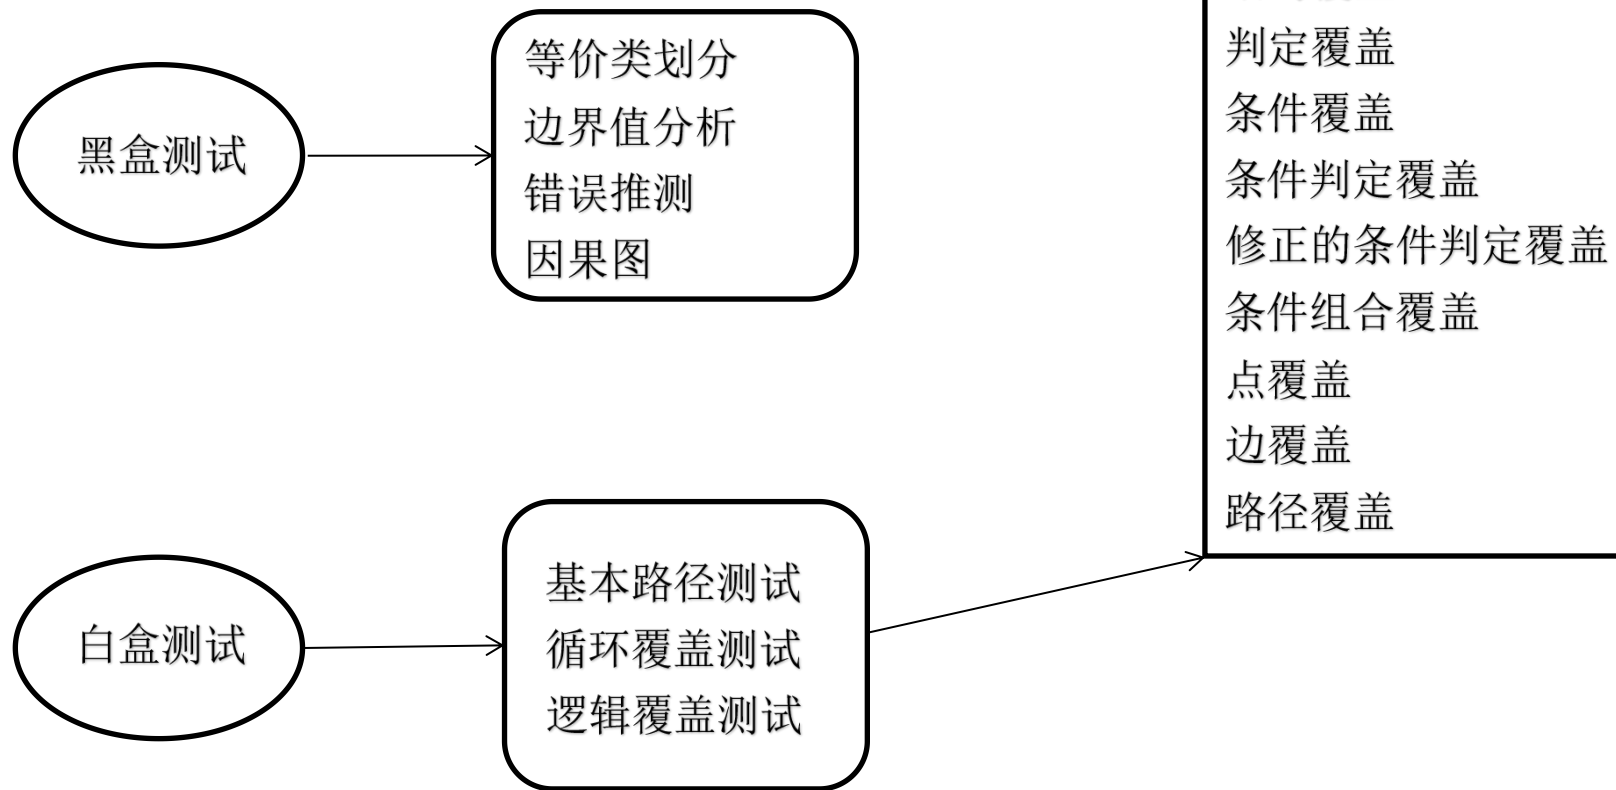 黑盒测试
等价类划分
边界值分析
错误推测
因果图
白盒测试
基本路径测试
循环覆盖测试
逻辑覆盖测试
判定覆盖
条件覆盖
条件判定覆盖
修正的条件判定覆盖
条件组合覆盖
点覆盖
边覆盖
路径覆盖